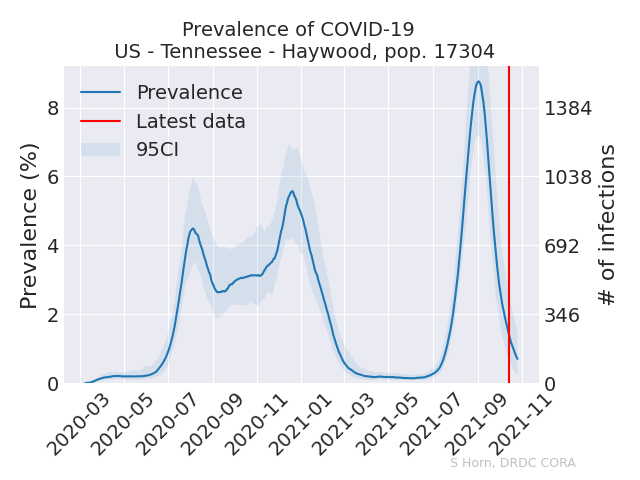 Prevalence of COVID-19
US - Tennessee - Haywood, pop. 17304
Prevalence
Latest data
95CI
Prevalence (%)
8
6
4
2
0
1384
1038
692
346
0
# of infections
2020-03
2020-05
2020-07
2020-09
2020-11
2021-01
2021-03
2021-05
2021-07
2021-09
2021-11
S Horn, DRDC CORA